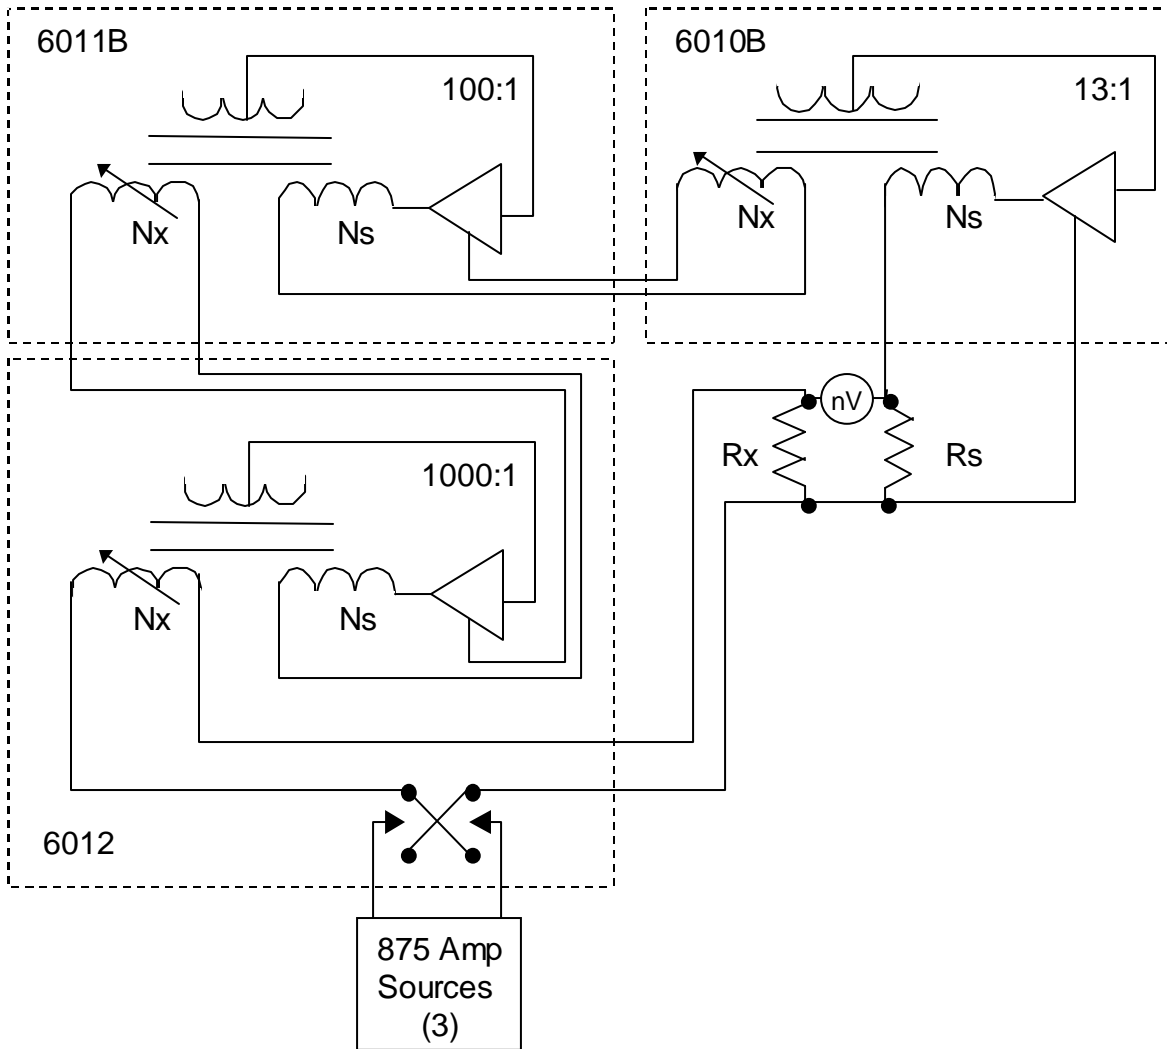 6011B
100:1
Nx
Ns
6010B
13:1
Nx
Ns
nV
Rx
Rs
1000:1
Nx
Ns
6012
875 Amp
Sources
(3)